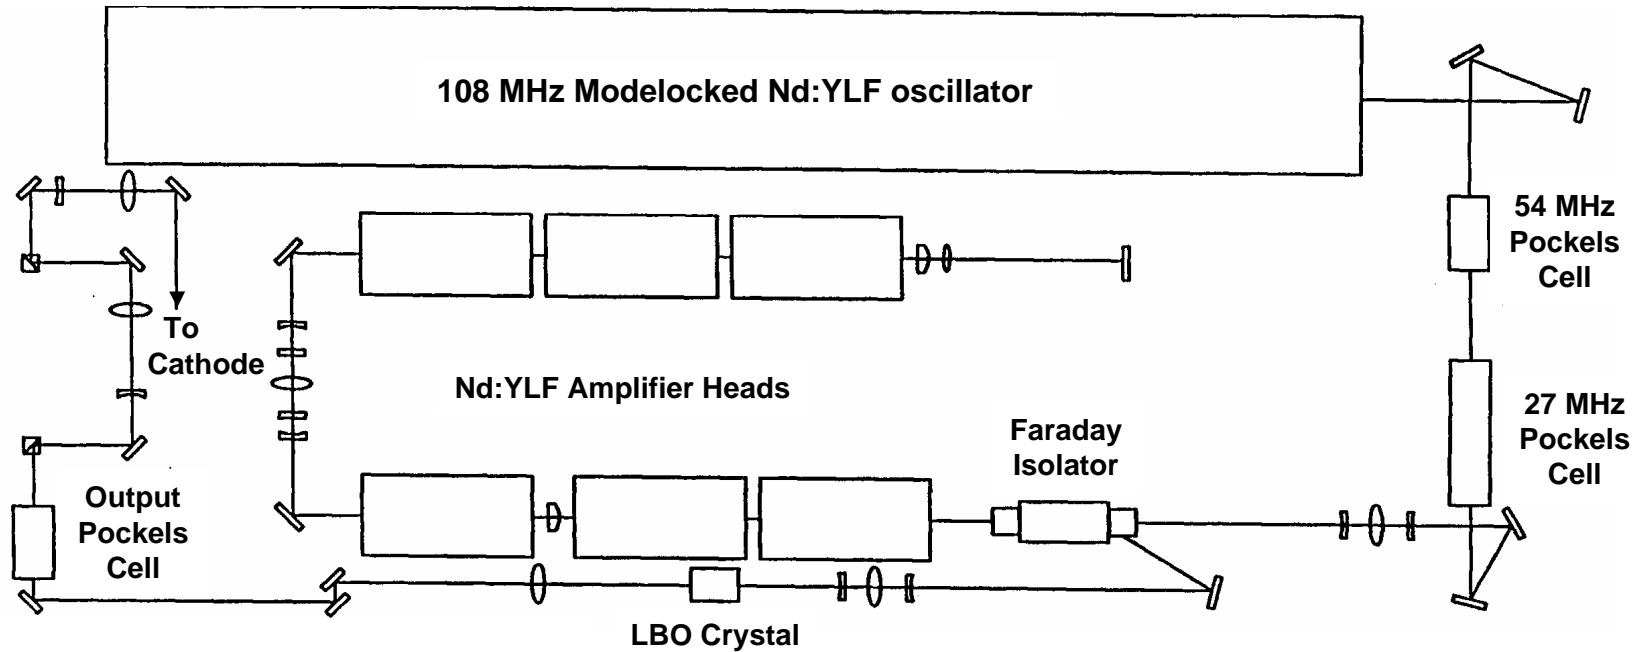 108 MHz Modelocked Nd:YLF oscillator
54 MHz
Pockels
Cell
To
Cathode
Nd:YLF Amplifier Heads
27 MHz
Pockels
Cell
Faraday
Isolator
Output
Pockels
Cell
LBO Crystal